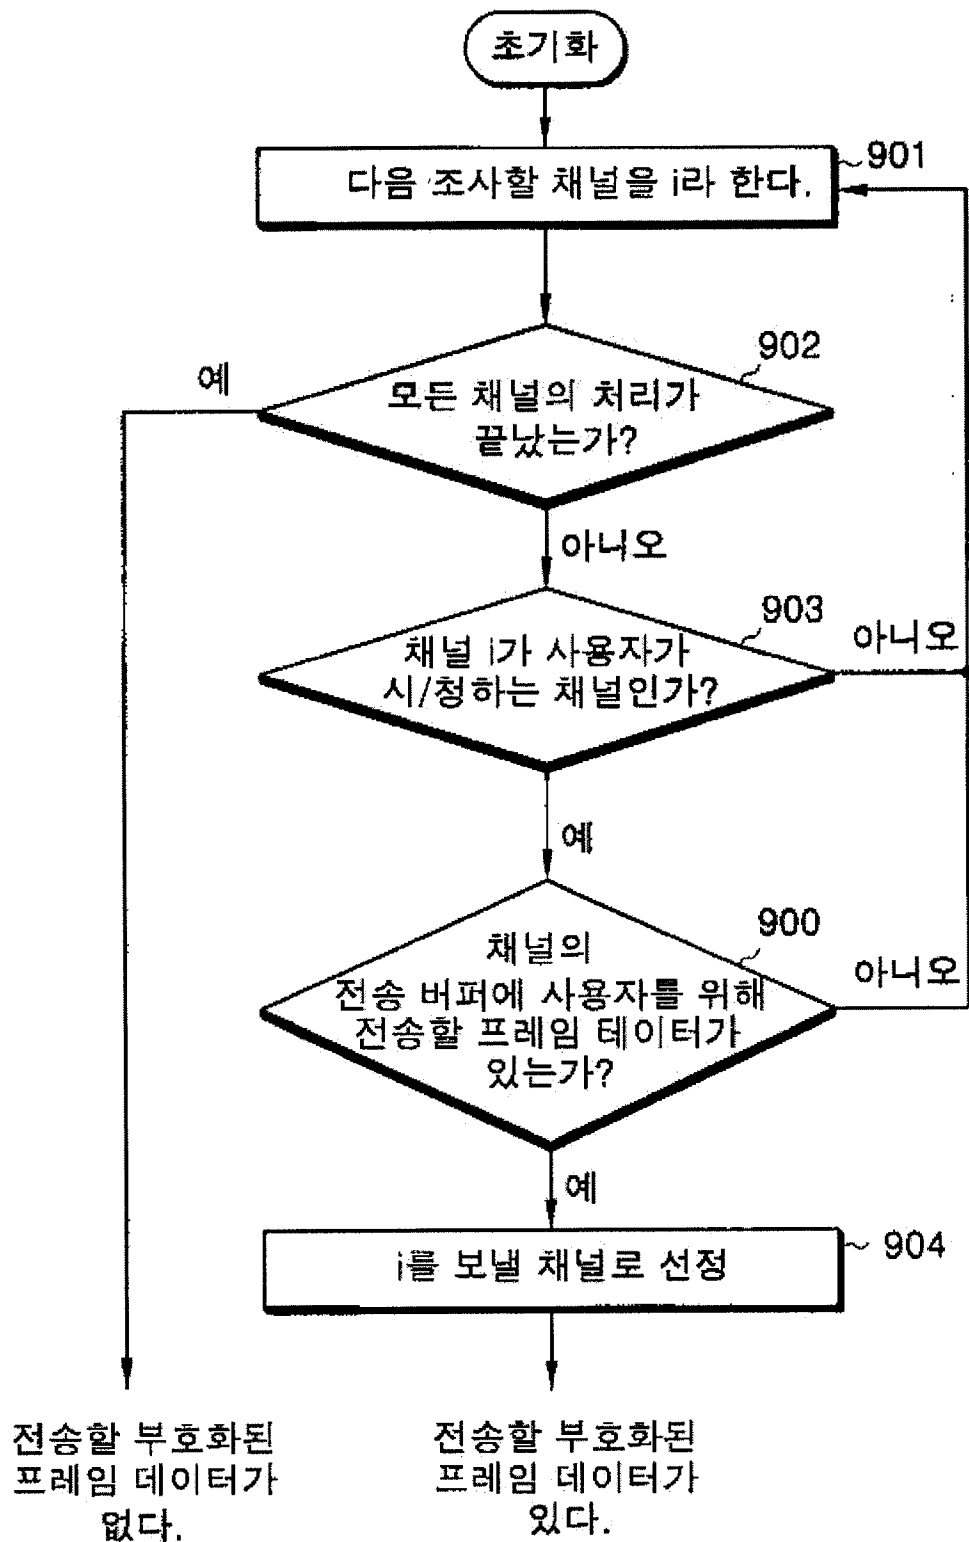 초기화
901
다음 조사할 채널을 i라 한다.
902
예
모든 채널의 처리가
끝났는가?
아니오
903
아니오
채널 i가 사용자가
시/청하는 채널인가?
예
900
채널의
아니오
전송 버퍼에 사용자를 위해
전송할 프레임 데이터가
있는가?
예
904
i를 보낼 채널로 선정
전송할 부호화된
프레임 데이터가
없다.
전송할 부호화된
프레임 데이터가
있다.